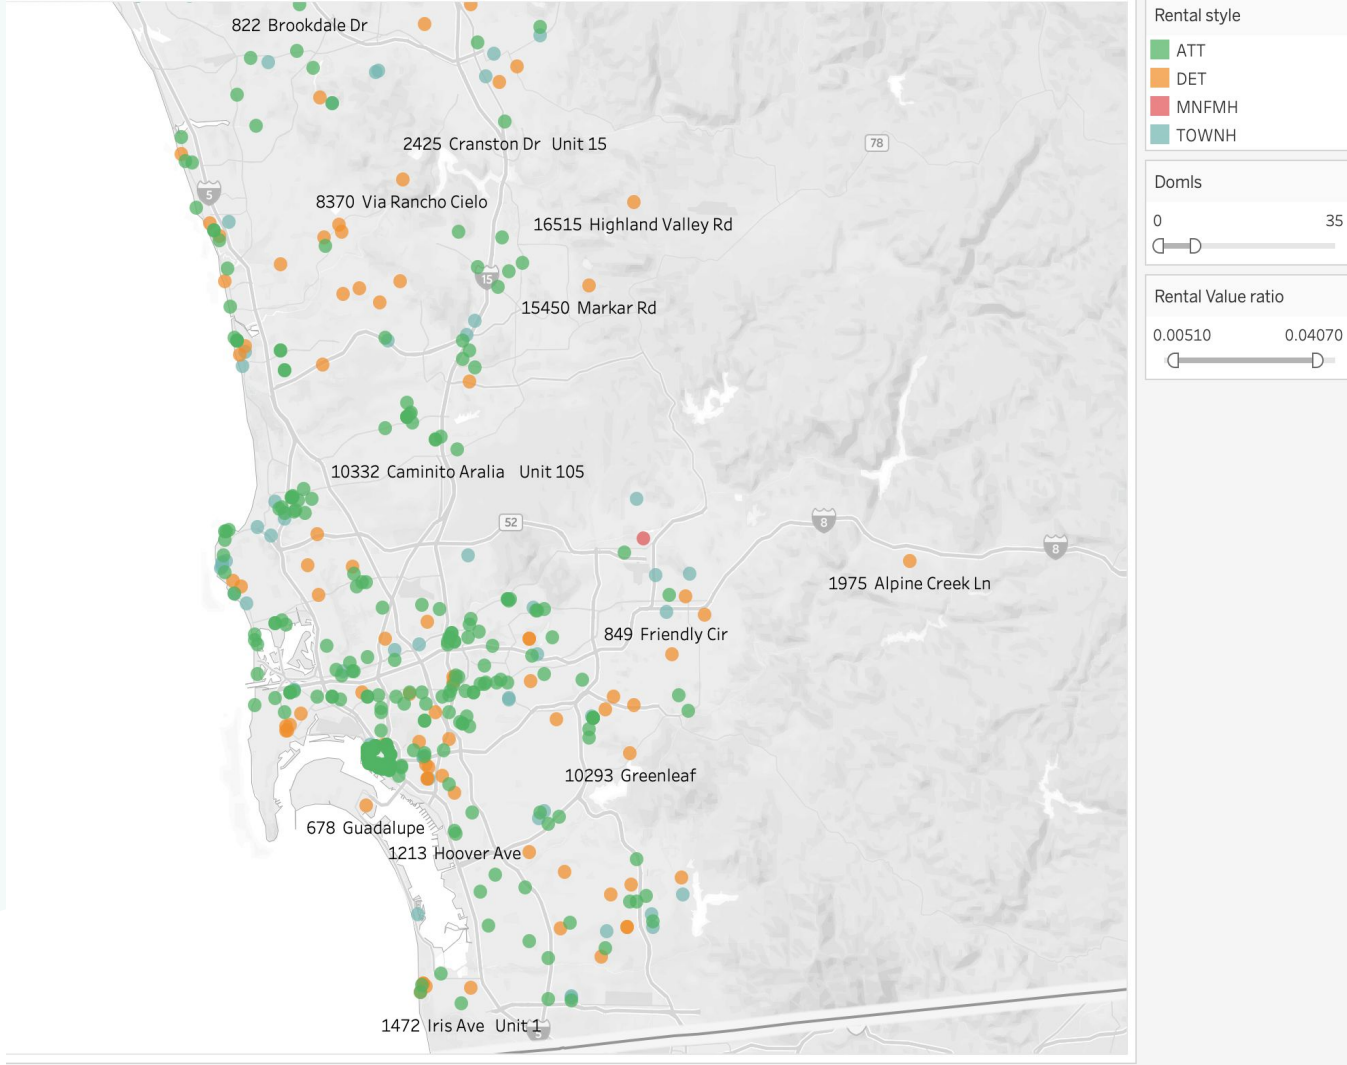 822 Brookdale Dr
2425 Cranston Dr Unit 15
78
5
8370 Via Rancho Cielo
16515 Highland Valley Rd
15
15450 Markar Rd
10332 Caminito Aralia Unit 105
52
8
8
1975 Alpine Creek Ln
849 Friendly Cir
10293 Greenleaf
678 Guadalupe
1213 Hoover Ave
1472 Iris Ave Unit 1
5
Rental style
ATT
DET
MNFMH
TOWNH
Domls
0 35
Rental Value ratio
0.00510 0.04070